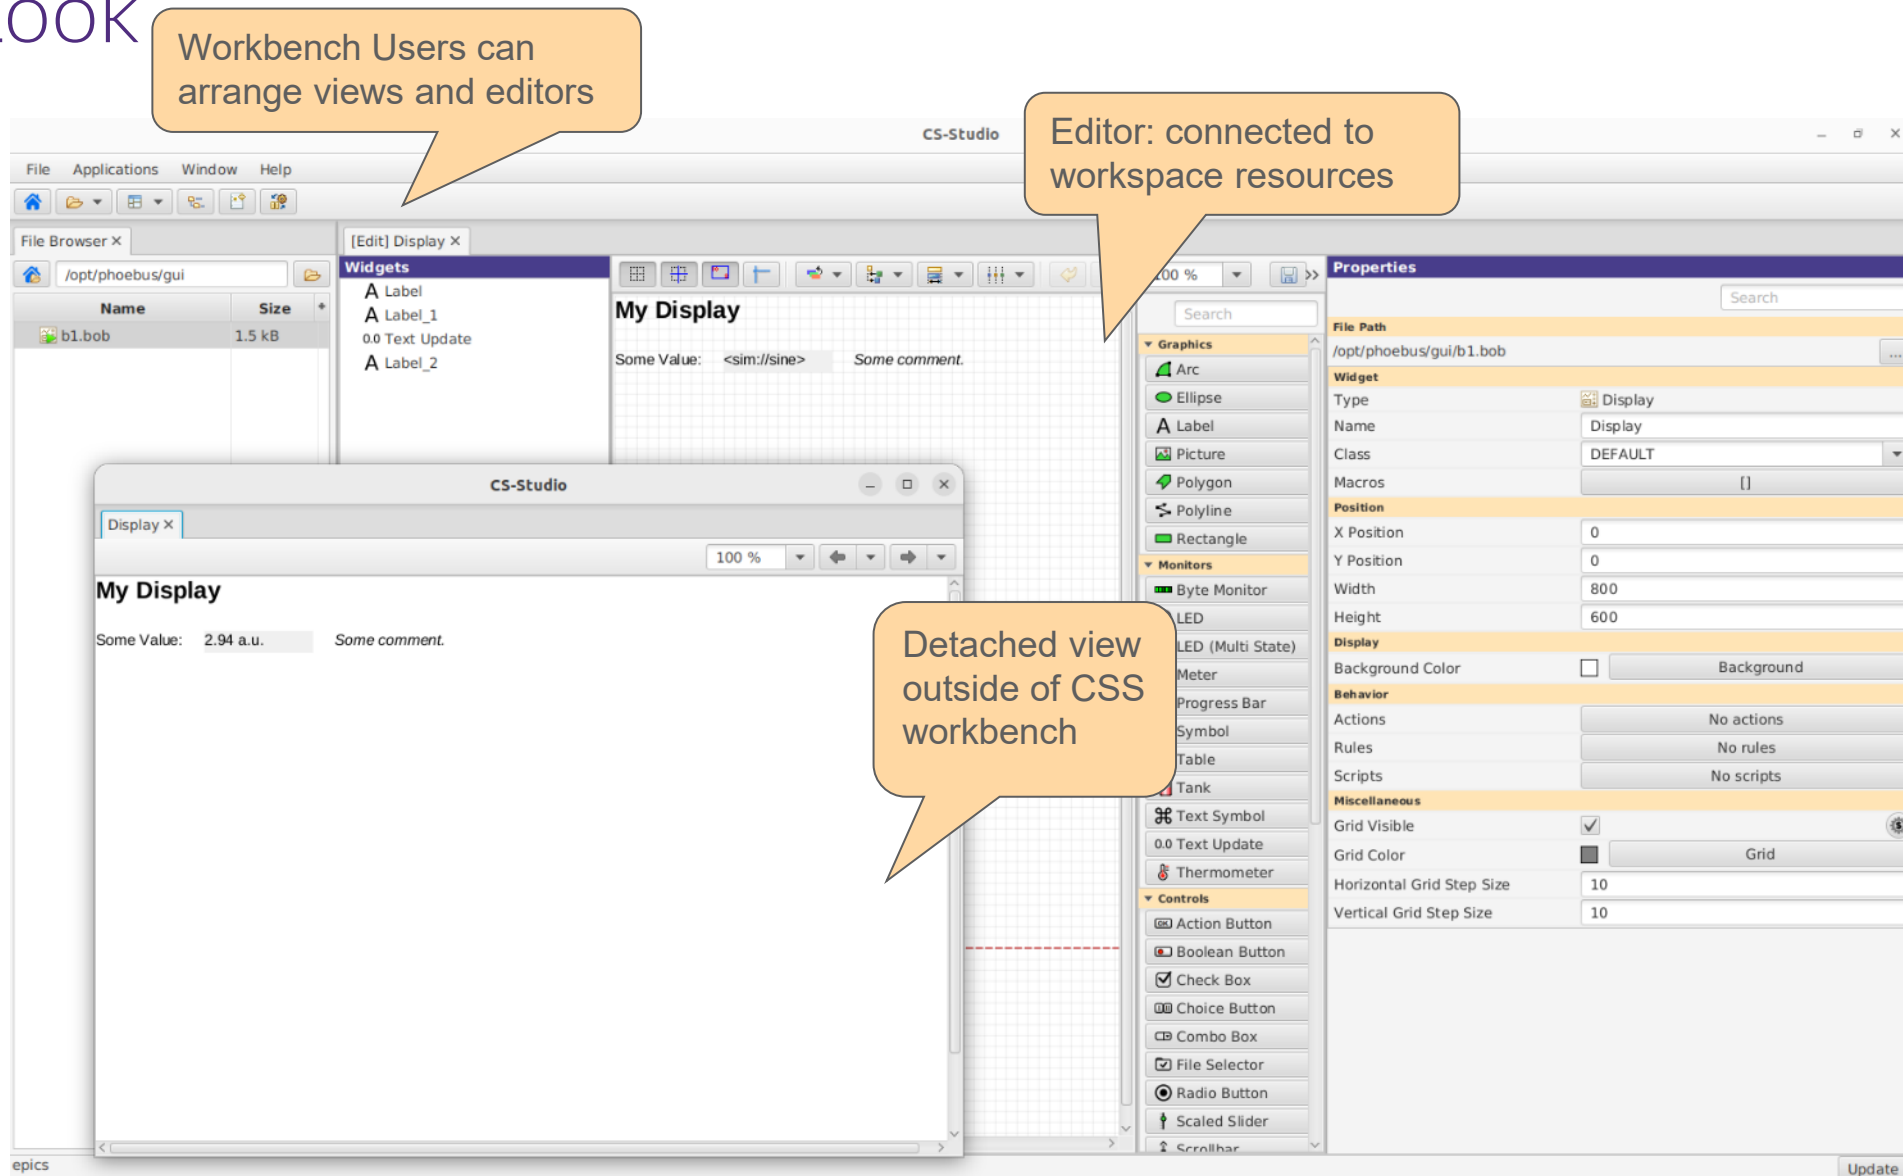 LOOK
Workbench Users can
arrange views and editors
CS-Studio
Editor: connected to
workspace resources
File Applications Window Help
File Browser
[Edit] Display
/opt/phoebus/gui
Name Size
b1.bob 1.5 kB
Widgets
A Label
A Label_1
0.0 Text Update
A Label_2
00 %
My Display
Some Value: <sim://sine> Some comment.
Search
Graphics
Arc
Ellipse
A Label
Picture
Polygon
Polyline
Rectangle
Monitors
Byte Monitor
LED
LED (Multi State)
Meter
Progress Bar
Symbol
Table
Tank
Text Symbol
0.0 Text Update
Thermometer
Controls
Action Button
Boolean Button
Check Box
Choice Button
Combo Box
File Selector
Radio Button
Scaled Slider
Scrollbar
Properties
Search
File Path
/opt/phoebus/gui/b1.bob ...
Widget
Type Display
Name Display
Class DEFAULT
Macros []
Position
X Position 0
Y Position 0
Width 800
Height 600
Display
Background Color Background
Behavior
Actions No actions
Rules No rules
Scripts No scripts
Miscellaneous
Grid Visible
Grid Color Grid
Horizontal Grid Step Size 10
Vertical Grid Step Size 10
CS-Studio
Display
100 %
My Display
Some Value: 2.94 a.u. Some comment.
Detached view
outside of CSS
workbench
epics
Update